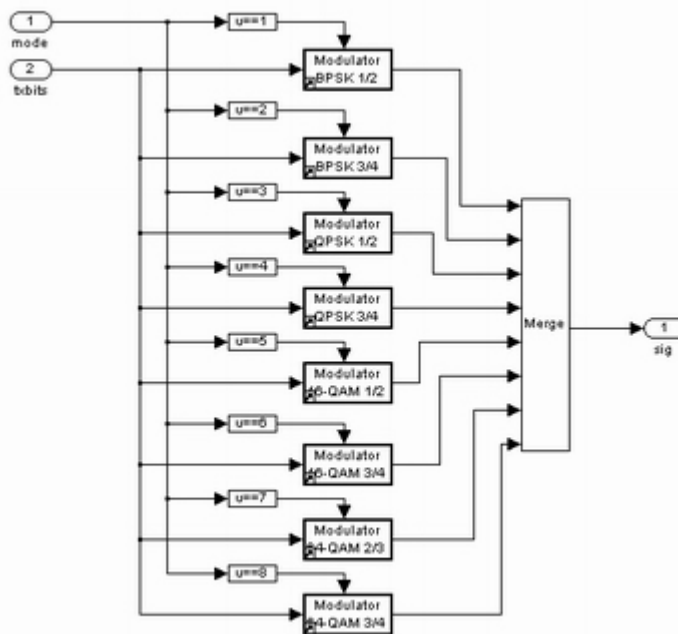 1
mode
2
txbits
u==1
Modulator
BPSK 1/2
u==2
Modulator
BPSK 3/4
u==3
Modulator
QPSK 1/2
u==4
Modulator
QPSK 3/4
u==5
Modulator
16-QAM 1/2
u==6
Modulator
16-QAM 3/4
u==7
Modulator
64-QAM 2/3
u==8
Modulator
64-QAM 3/4
Merge
1
sig